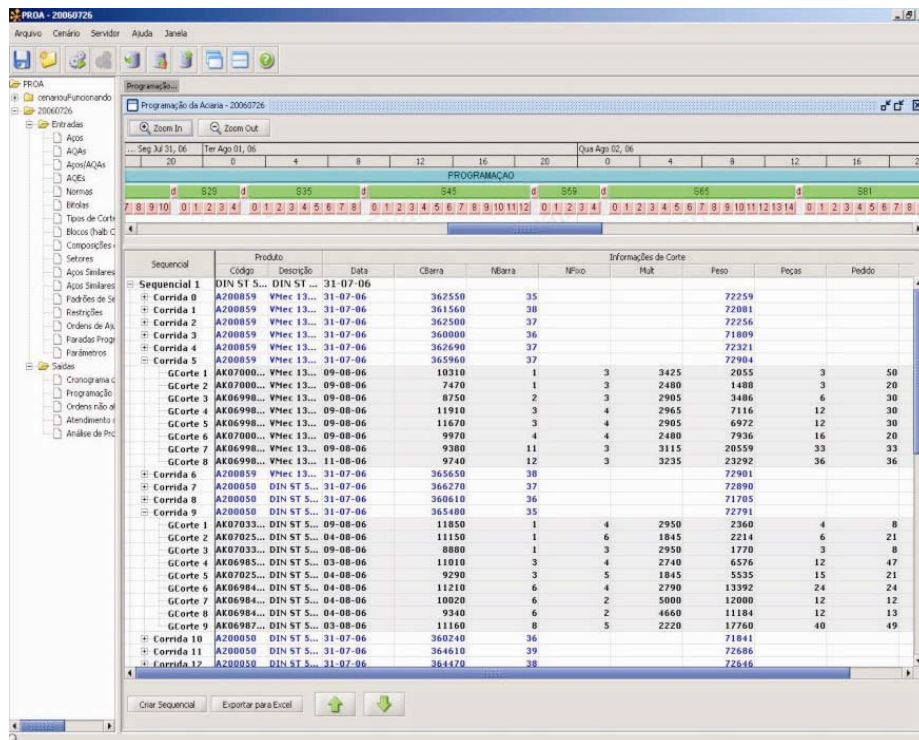 PROA - 20060726
Arquivo Cenário Servidor Ajuda Janela
PROA
cenariouFuncionando
20060726
Entradas
Aços
AQAs
Aços/AQAs
AQEs
Normas
Bitolas
Tipos de Corte
Blocos (halb C
Composições
Setores
Aços Similares
Aços Similares
Padrões de Se
Restrições
Ordens de Aju
Paradas Progr
Parâmetros
Saídas
Cronograma c
Programação
Ordens não al
Atendimento
Análise de Pro
Programação...
Programação da Aciaria - 20060726
Zoom In Zoom Out
... Seg Jul 31, 06 Ter Ago 01, 06 Qua Ago 02, 06
20 0 4 8 12 16 20 0 4 8 12 16 2
PROGRAMAÇAO
d S29 d S35 d S45 d S59 d S65 d S81
7 8 9 10 0 1 2 3 4 0 1 2 3 4 5 6 7 8 0 1 2 3 4 5 6 7 8 9 10 11 12 0 1 2 3 4 0 1 2 3 4 5 6 7 8 9 10 11 12 13 14 0 1 2 3 4 5 6 7 8
Sequencial Produto Informações de Corte
Código Descrição Data CBarra NBarra NFixo Mult Peso Peças Pedido
Sequencial 1 DIN ST 5... DIN ST ... 31-07-06
Corrida 0 A200859 VMec 13... 31-07-06 362550 35 72259
Corrida 1 A200859 VMec 13... 31-07-06 361560 38 72081
Corrida 2 A200859 VMec 13... 31-07-06 362500 37 72256
Corrida 3 A200859 VMec 13... 31-07-06 360000 36 71809
Corrida 4 A200859 VMec 13... 31-07-06 362690 37 72321
Corrida 5 A200859 VMec 13... 31-07-06 365960 37 72904
GCorte 1 AK07000... VMec 13... 09-08-06 10310 1 3 3425 2055 3 50
GCorte 2 AK07000... VMec 13... 09-08-06 7470 1 3 2480 1488 3 20
GCorte 3 AK06998... VMec 13... 09-08-06 8750 2 3 2905 3486 6 30
GCorte 4 AK06998... VMec 13... 09-08-06 11910 3 4 2965 7116 12 30
GCorte 5 AK06998... VMec 13... 09-08-06 11670 3 4 2905 6972 12 30
GCorte 6 AK07000... VMec 13... 09-08-06 9970 4 4 2480 7936 16 20
GCorte 7 AK06998... VMec 13... 09-08-06 9380 11 3 3115 20559 33 33
GCorte 8 AK06998... VMec 13... 11-08-06 9740 12 3 3235 23292 36 36
Corrida 6 A200859 VMec 13... 31-07-06 365650 38 72901
Corrida 7 A200050 DIN ST 5... 31-07-06 366270 37 72890
Corrida 8 A200050 DIN ST 5... 31-07-06 360610 36 71705
Corrida 9 A200050 DIN ST 5... 31-07-06 365480 35 72791
GCorte 1 AK07033... DIN ST 5... 09-08-06 11850 1 4 2950 2360 4 8
GCorte 2 AK07025... DIN ST 5... 04-08-06 11150 1 6 1845 2214 6 21
GCorte 3 AK07033... DIN ST 5... 09-08-06 8880 1 3 2950 1770 3 8
GCorte 4 AK06985... DIN ST 5... 03-08-06 11010 3 4 2740 6576 12 47
GCorte 5 AK07025... DIN ST 5... 04-08-06 9290 3 5 1845 5535 15 21
GCorte 6 AK06984... DIN ST 5... 04-08-06 11210 6 4 2790 13392 24 24
GCorte 7 AK06984... DIN ST 5... 04-08-06 10020 6 2 5000 12000 12 12
GCorte 8 AK06984... DIN ST 5... 04-08-06 9340 6 2 4660 11184 12 13
GCorte 9 AK06987... DIN ST 5... 03-08-06 11160 8 5 2220 17760 40 49
Corrida 10 A200050 DIN ST 5... 31-07-06 360240 36 71841
Corrida 11 A200050 DIN ST 5... 31-07-06 364610 39 72686
Corrida 12 A200050 DIN ST 5... 31-07-06 364470 38 72646
Criar Sequencial Exportar para Excel